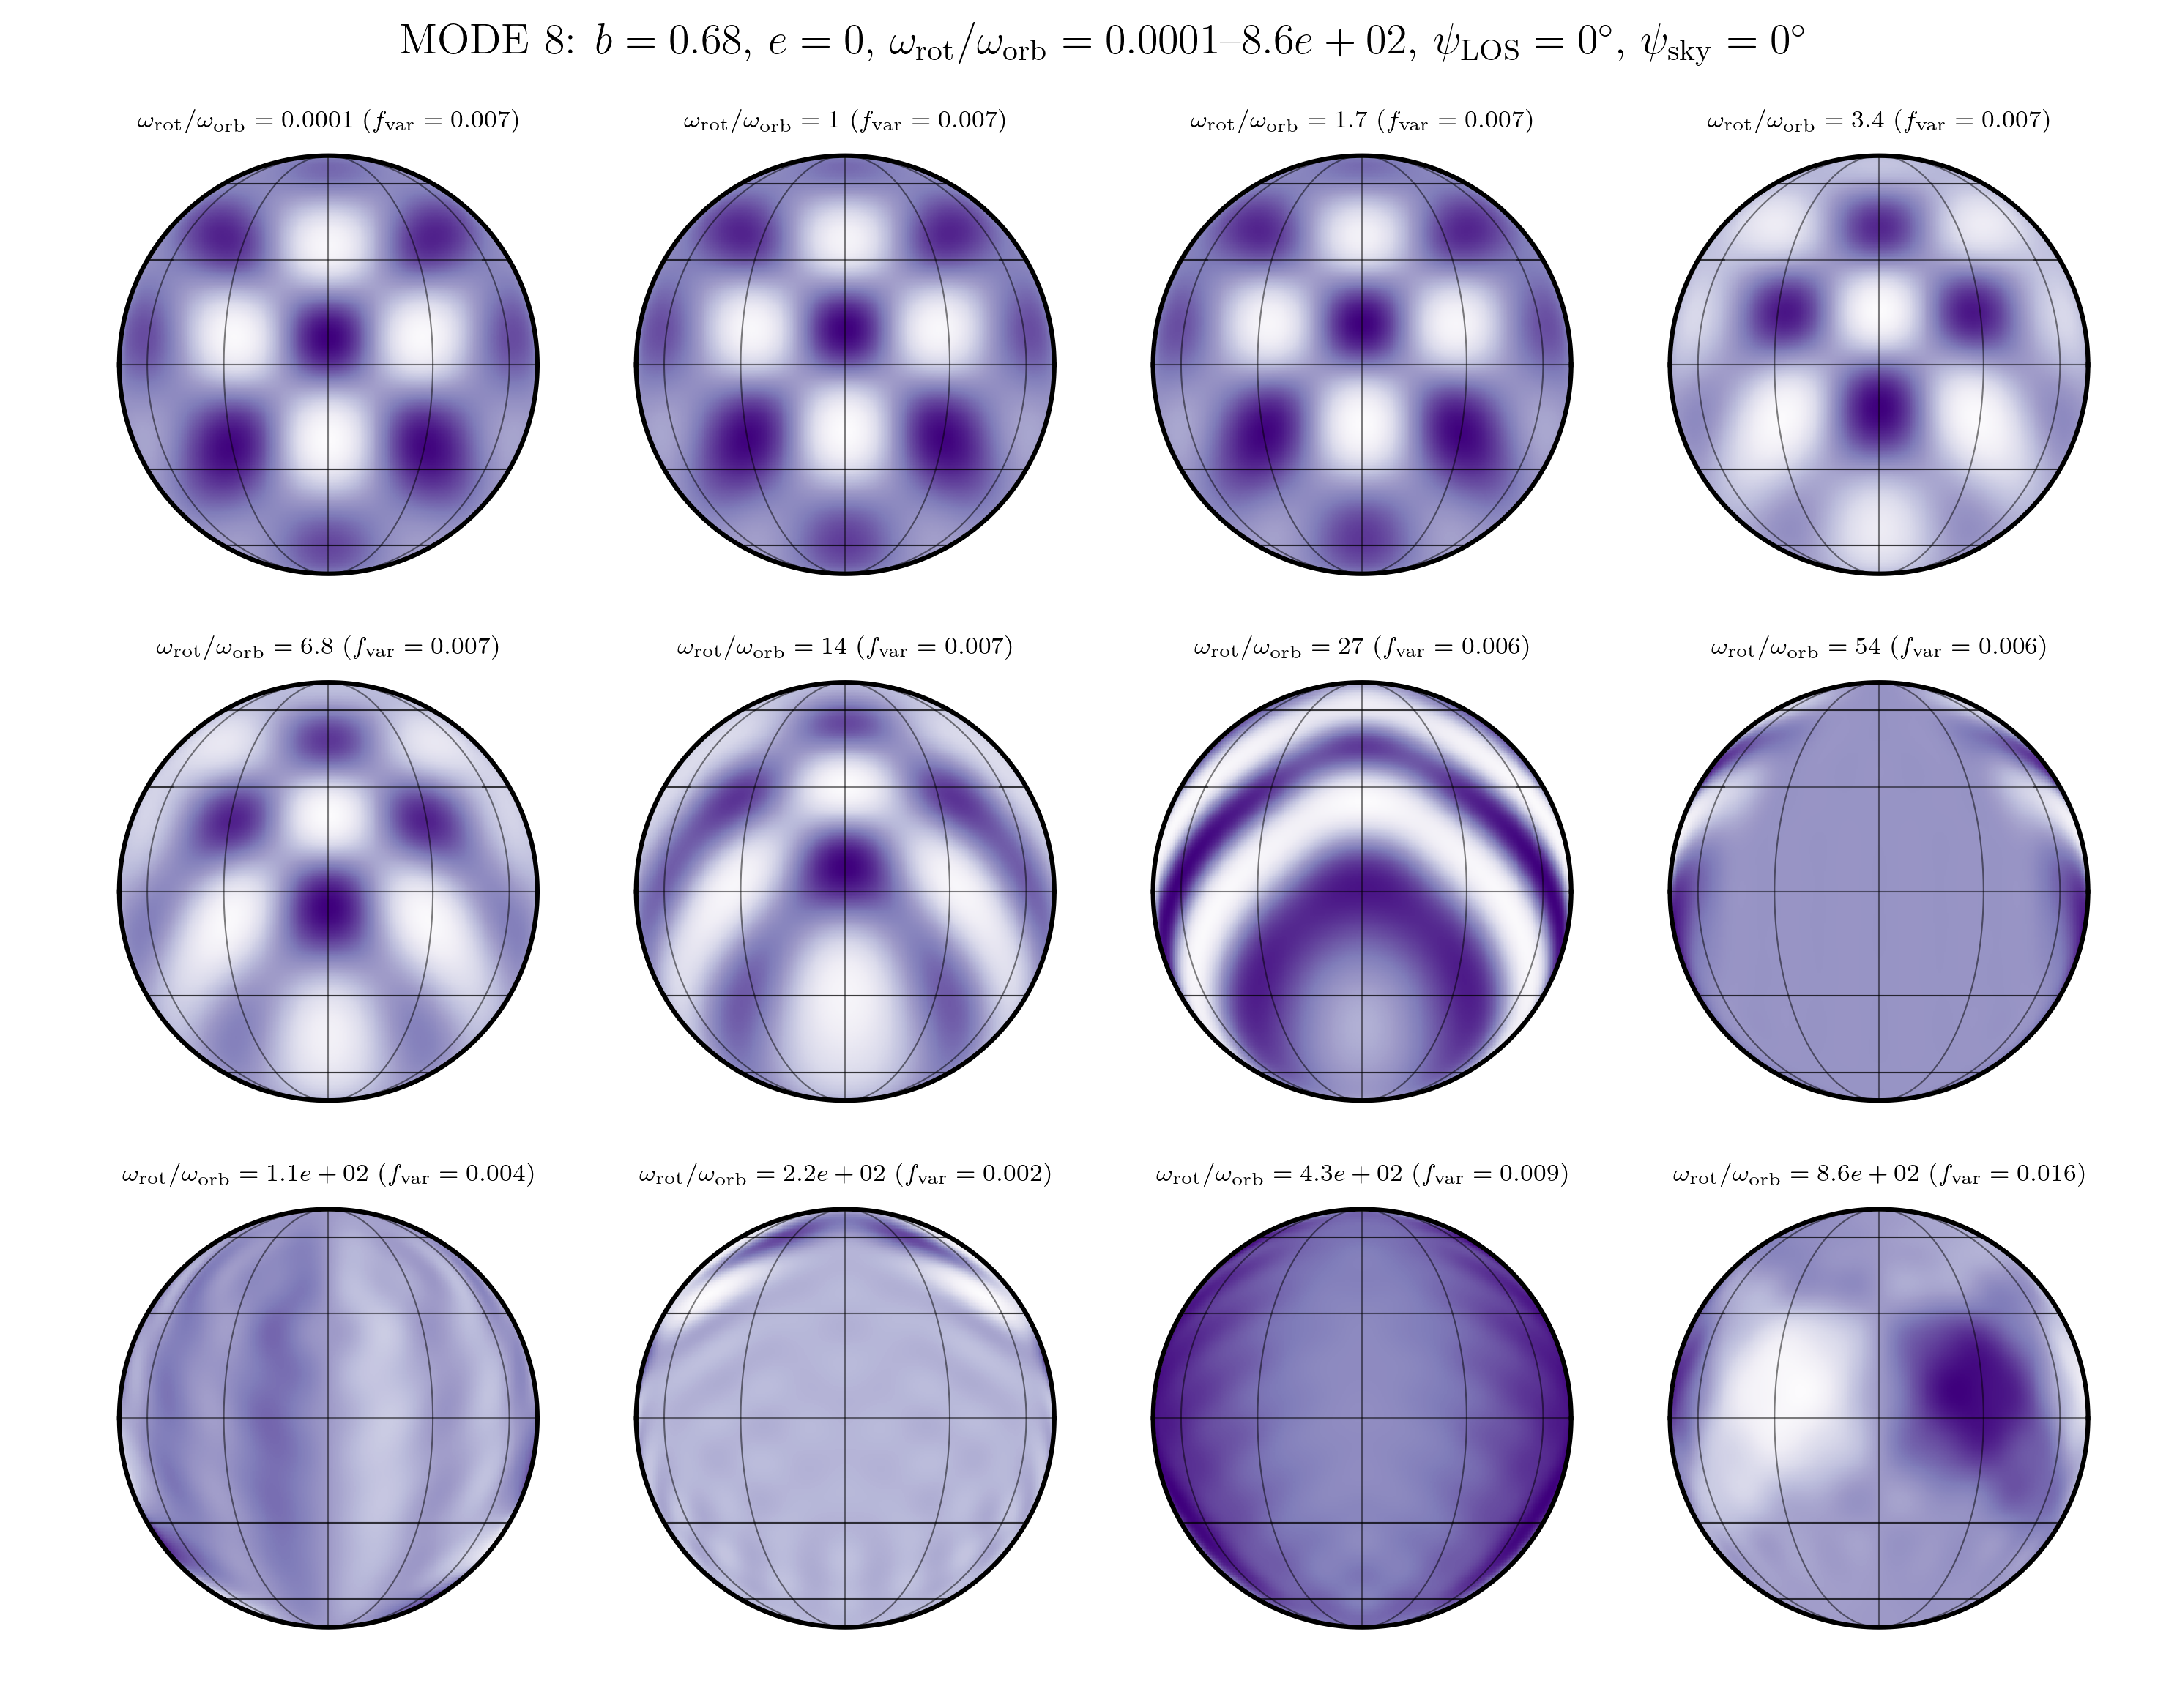 MODE 8: b = 0.68, e = 0, ω_rot/ω_orb = 0.0001–8.6e + 02, ψ_LOS = 0°, ψ_sky = 0°
ω_rot/ω_orb = 0.0001 (f_var = 0.007)
ω_rot/ω_orb = 1 (f_var = 0.007)
ω_rot/ω_orb = 1.7 (f_var = 0.007)
ω_rot/ω_orb = 3.4 (f_var = 0.007)
ω_rot/ω_orb = 6.8 (f_var = 0.007)
ω_rot/ω_orb = 14 (f_var = 0.007)
ω_rot/ω_orb = 27 (f_var = 0.006)
ω_rot/ω_orb = 54 (f_var = 0.006)
ω_rot/ω_orb = 1.1e + 02 (f_var = 0.004)
ω_rot/ω_orb = 2.2e + 02 (f_var = 0.002)
ω_rot/ω_orb = 4.3e + 02 (f_var = 0.009)
ω_rot/ω_orb = 8.6e + 02 (f_var = 0.016)